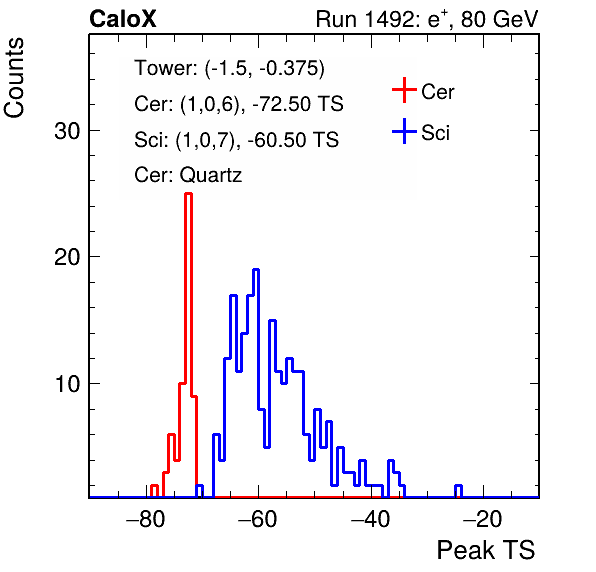 CaloX Run 1492: e+, 80 GeV
Counts
Tower: (-1.5, -0.375)
Cer: (1,0,6), -72.50 TS
Sci: (1,0,7), -60.50 TS
Cer: Quartz
Cer
Sci
30
20
10
−80 −60 −40 −20
Peak TS